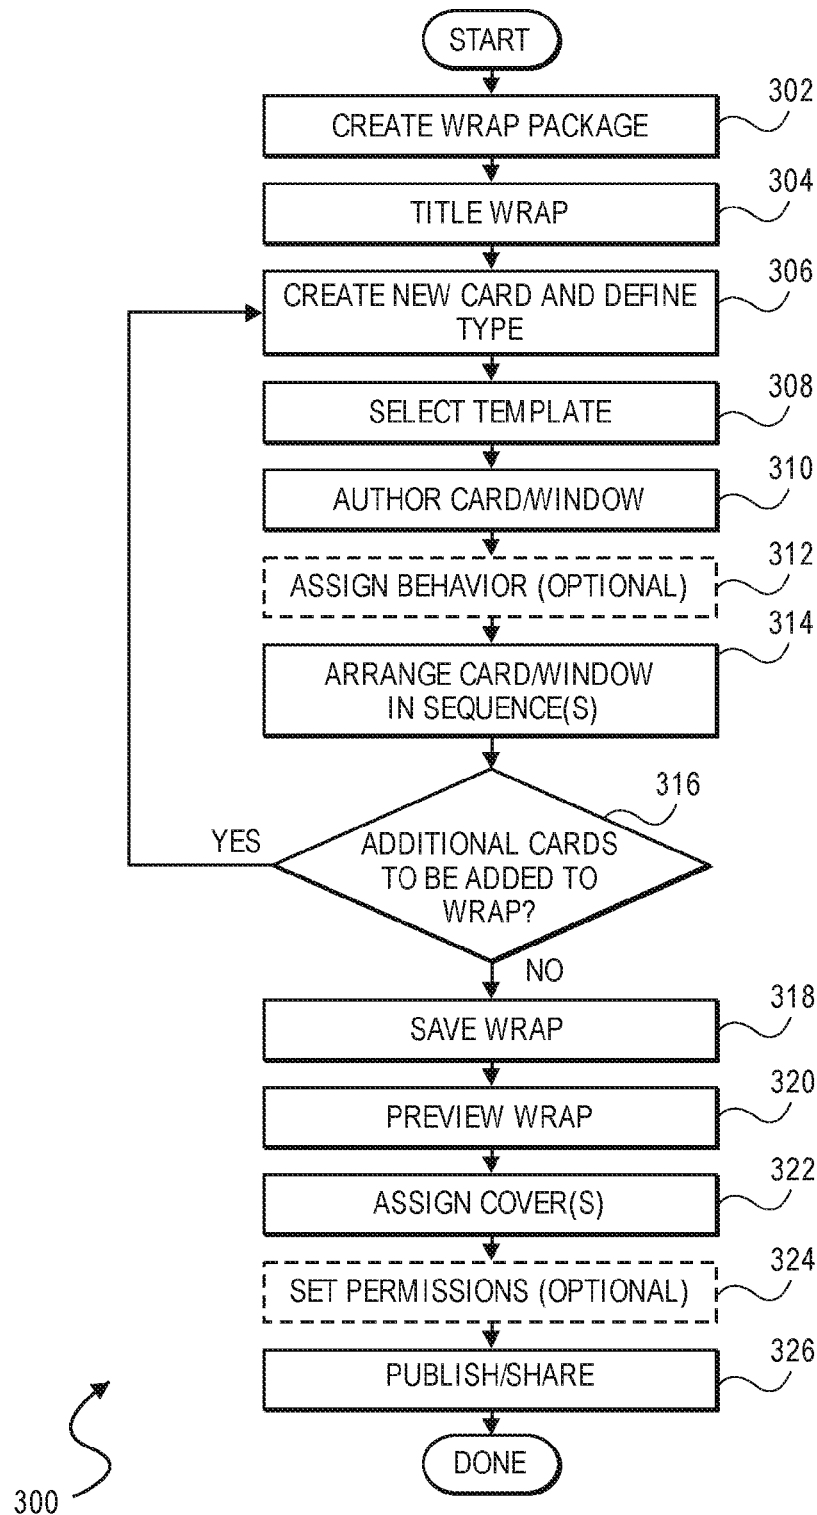 START
302
CREATE WRAP PACKAGE
304
TITLE WRAP
306
CREATE NEW CARD AND DEFINE
TYPE
308
SELECT TEMPLATE
310
AUTHOR CARD/WINDOW
312
ASSIGN BEHAVIOR (OPTIONAL)
314
ARRANGE CARD/WINDOW
IN SEQUENCE(S)
316
YES
ADDITIONAL CARDS
TO BE ADDED TO
WRAP?
NO
318
SAVE WRAP
320
PREVIEW WRAP
322
ASSIGN COVER(S)
324
SET PERMISSIONS (OPTIONAL)
326
PUBLISH/SHARE
DONE
300